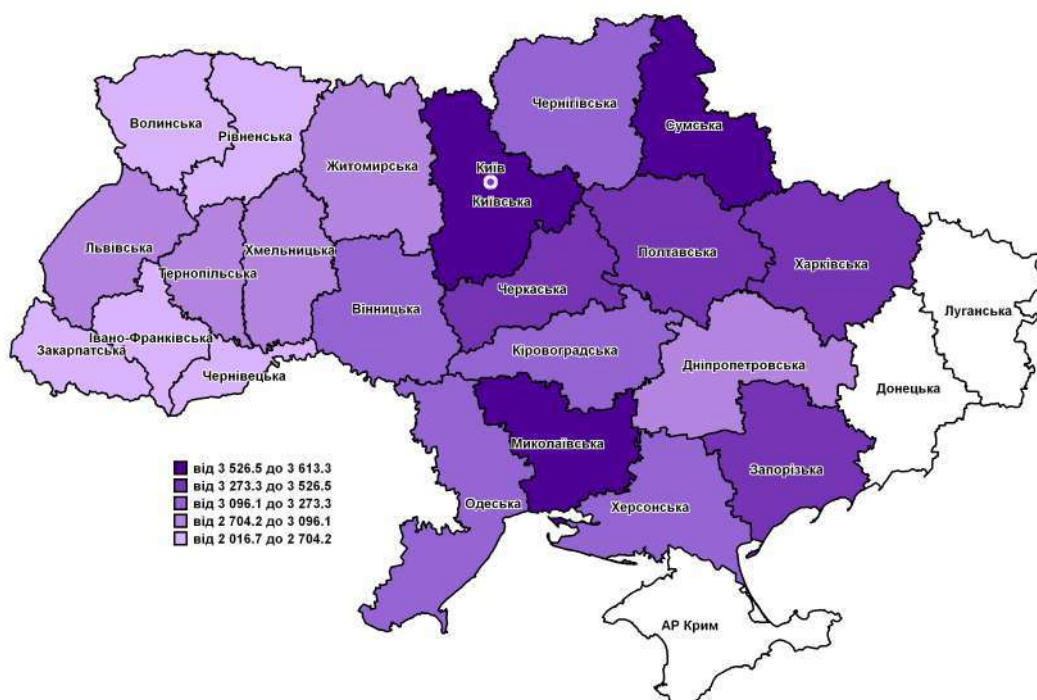 Чернігівська
Волинська
Сумська
Рівненська
Житомирська
Київ
Київська
Львівська
Хмельницька
Полтавська
Тернопільська
Харківська
Черкаська
Вінницька
Луганська
Івано-Франківська
Закарпатська
Кіровоградська
Дніпропетровська
Чернівецька
Донецька
Миколаївська
від 3 526.5 до 3 613.3
Запорізька
від 3 273.3 до 3 526.5
від 3 096.1 до 3 273.3
Одеська
Херсонська
від 2 704.2 до 3 096.1
від 2 016.7 до 2 704.2
АР Крим